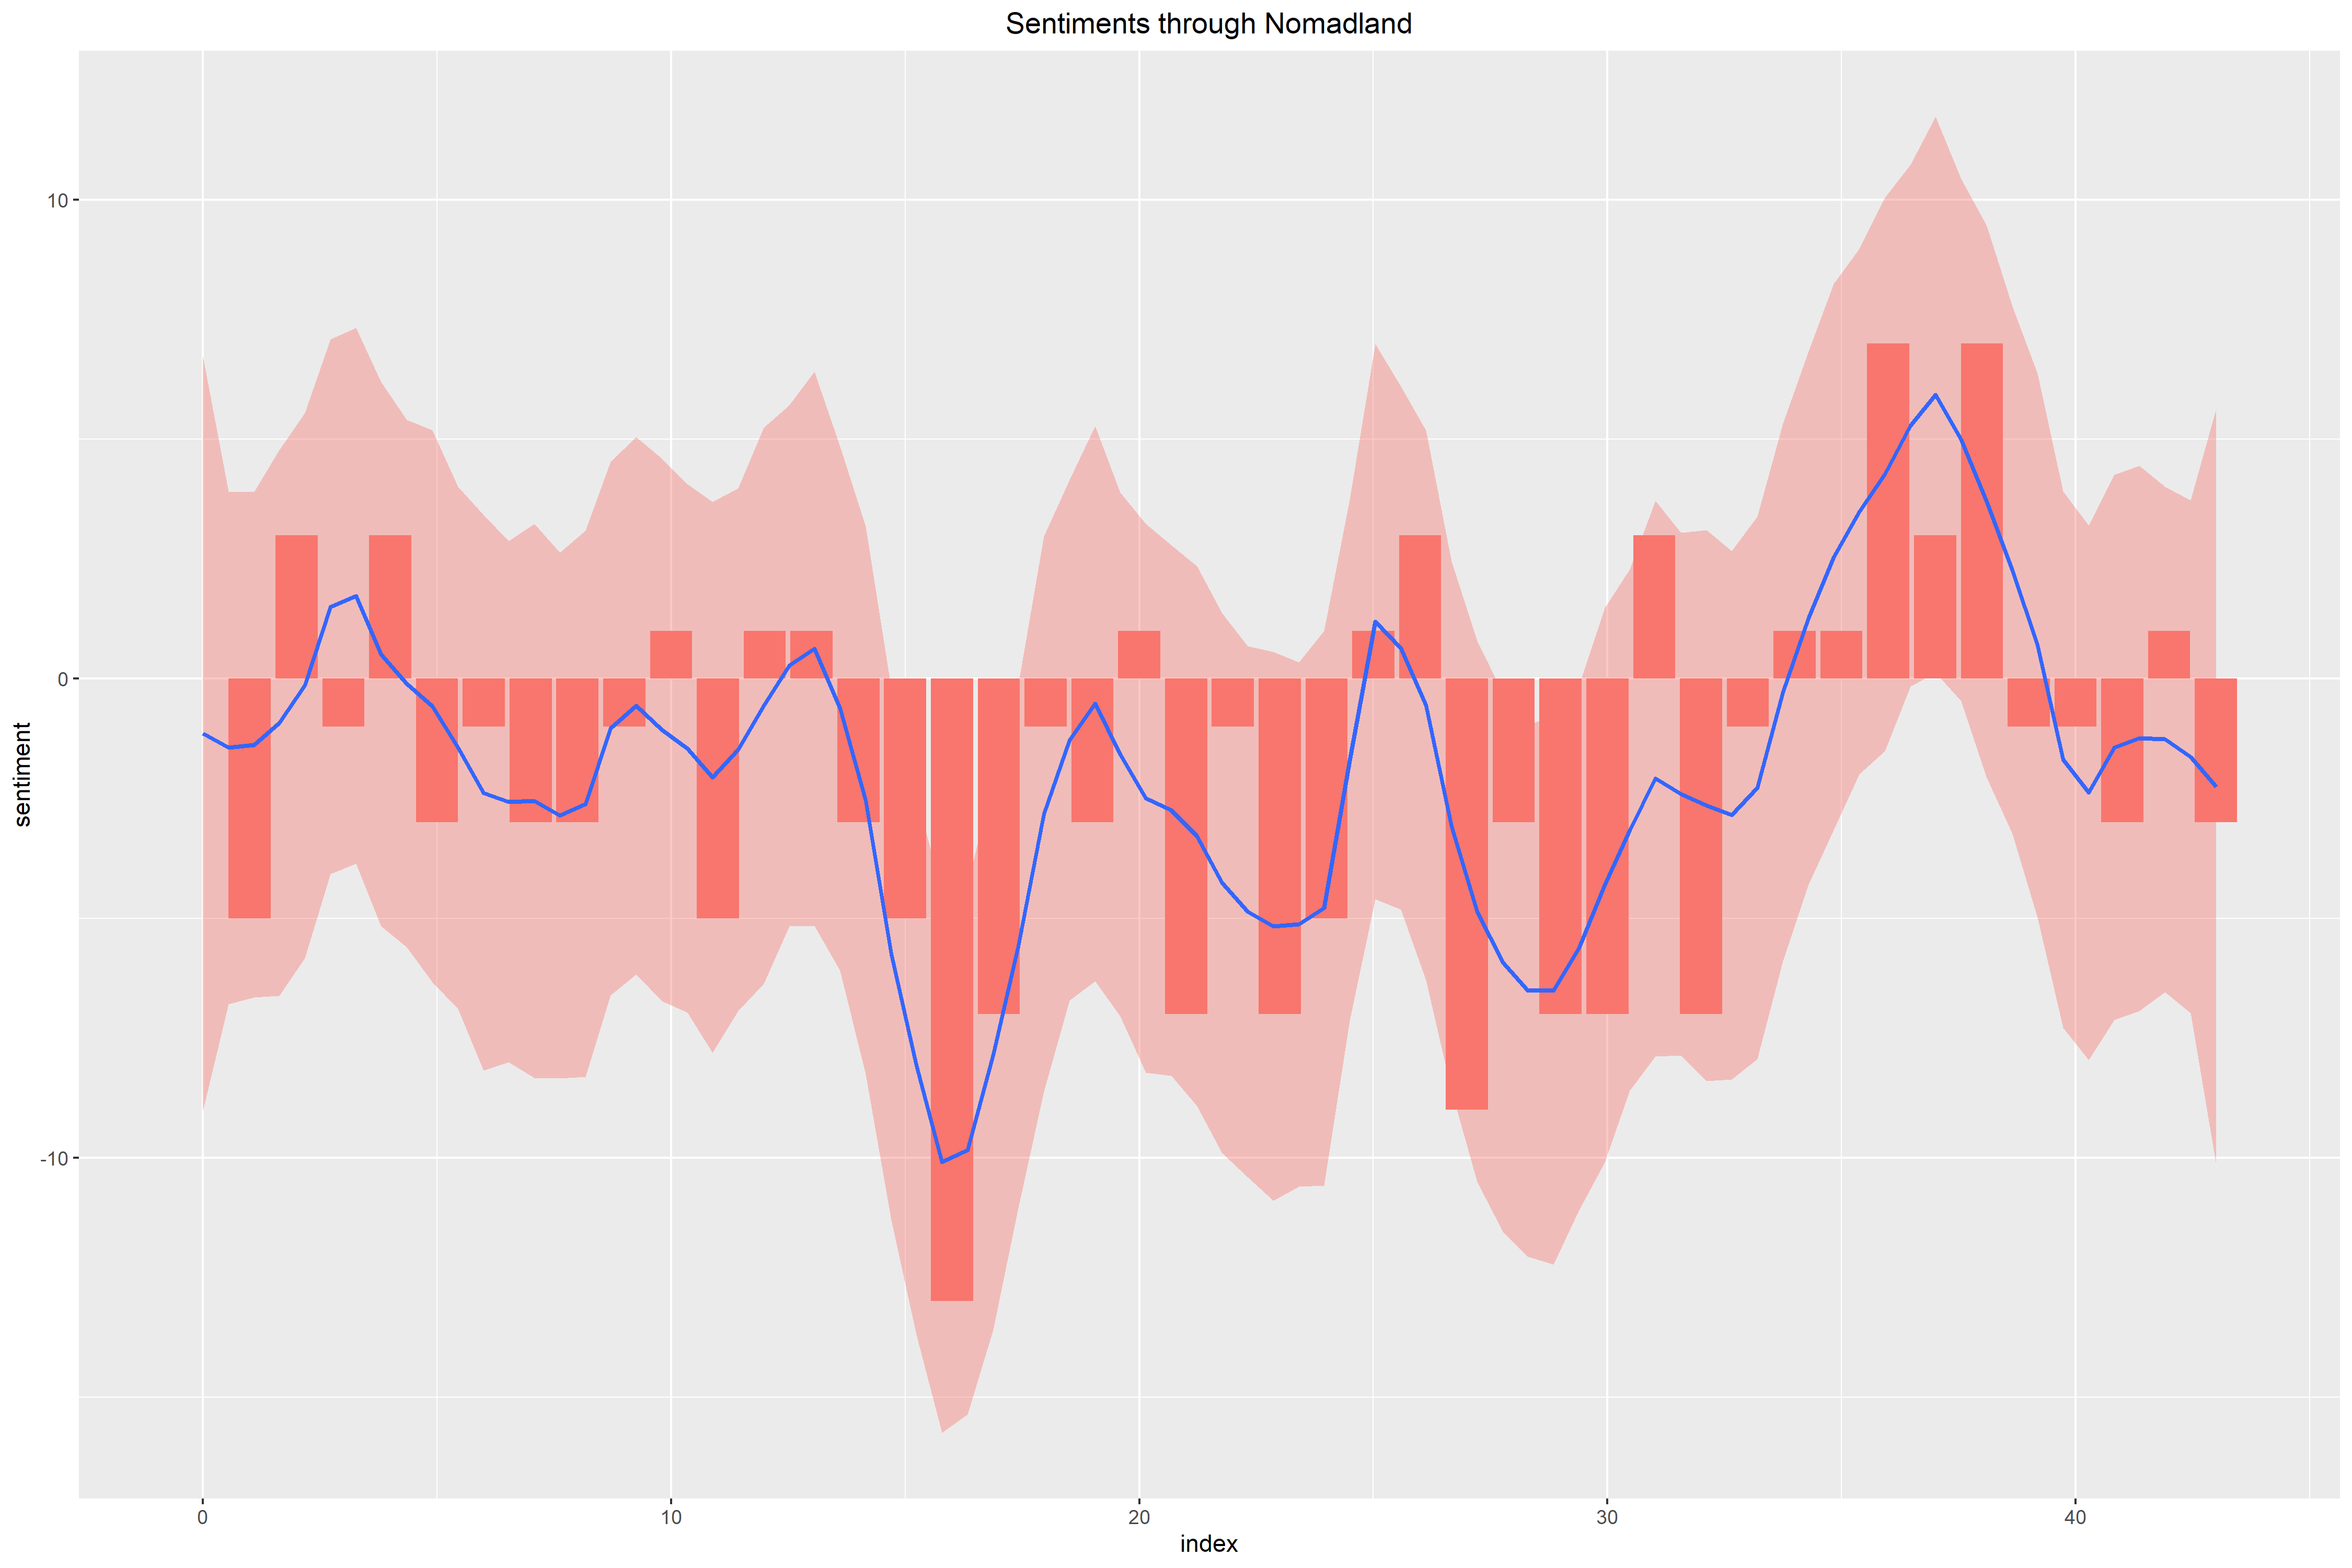 Sentiments through Nomadland
10
0
-10
sentiment
0 10 20 30 40
index